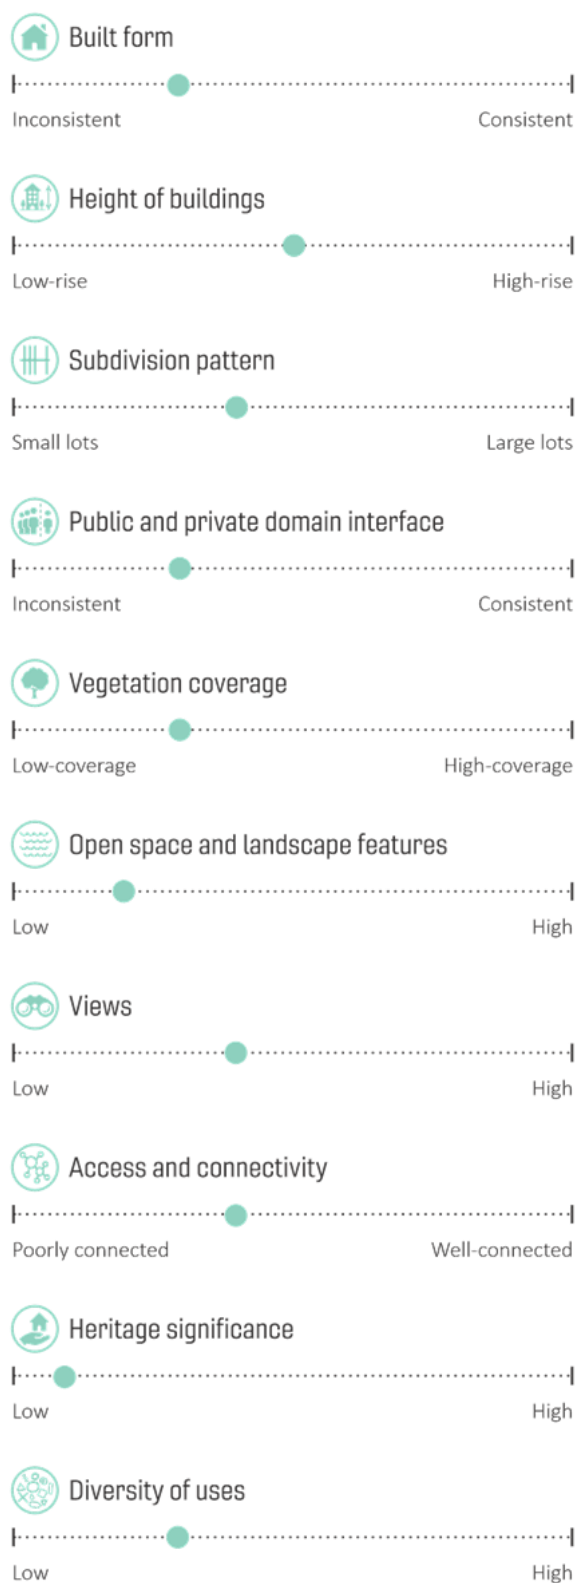 Built form
Inconsistent Consistent
Height of buildings
Low-rise High-rise
Subdivision pattern
Small lots Large lots
Public and private domain interface
Inconsistent Consistent
Vegetation coverage
Low-coverage High-coverage
Open space and landscape features
Low High
Views
Low High
Access and connectivity
Poorly connected Well-connected
Heritage significance
Low High
Diversity of uses
Low High